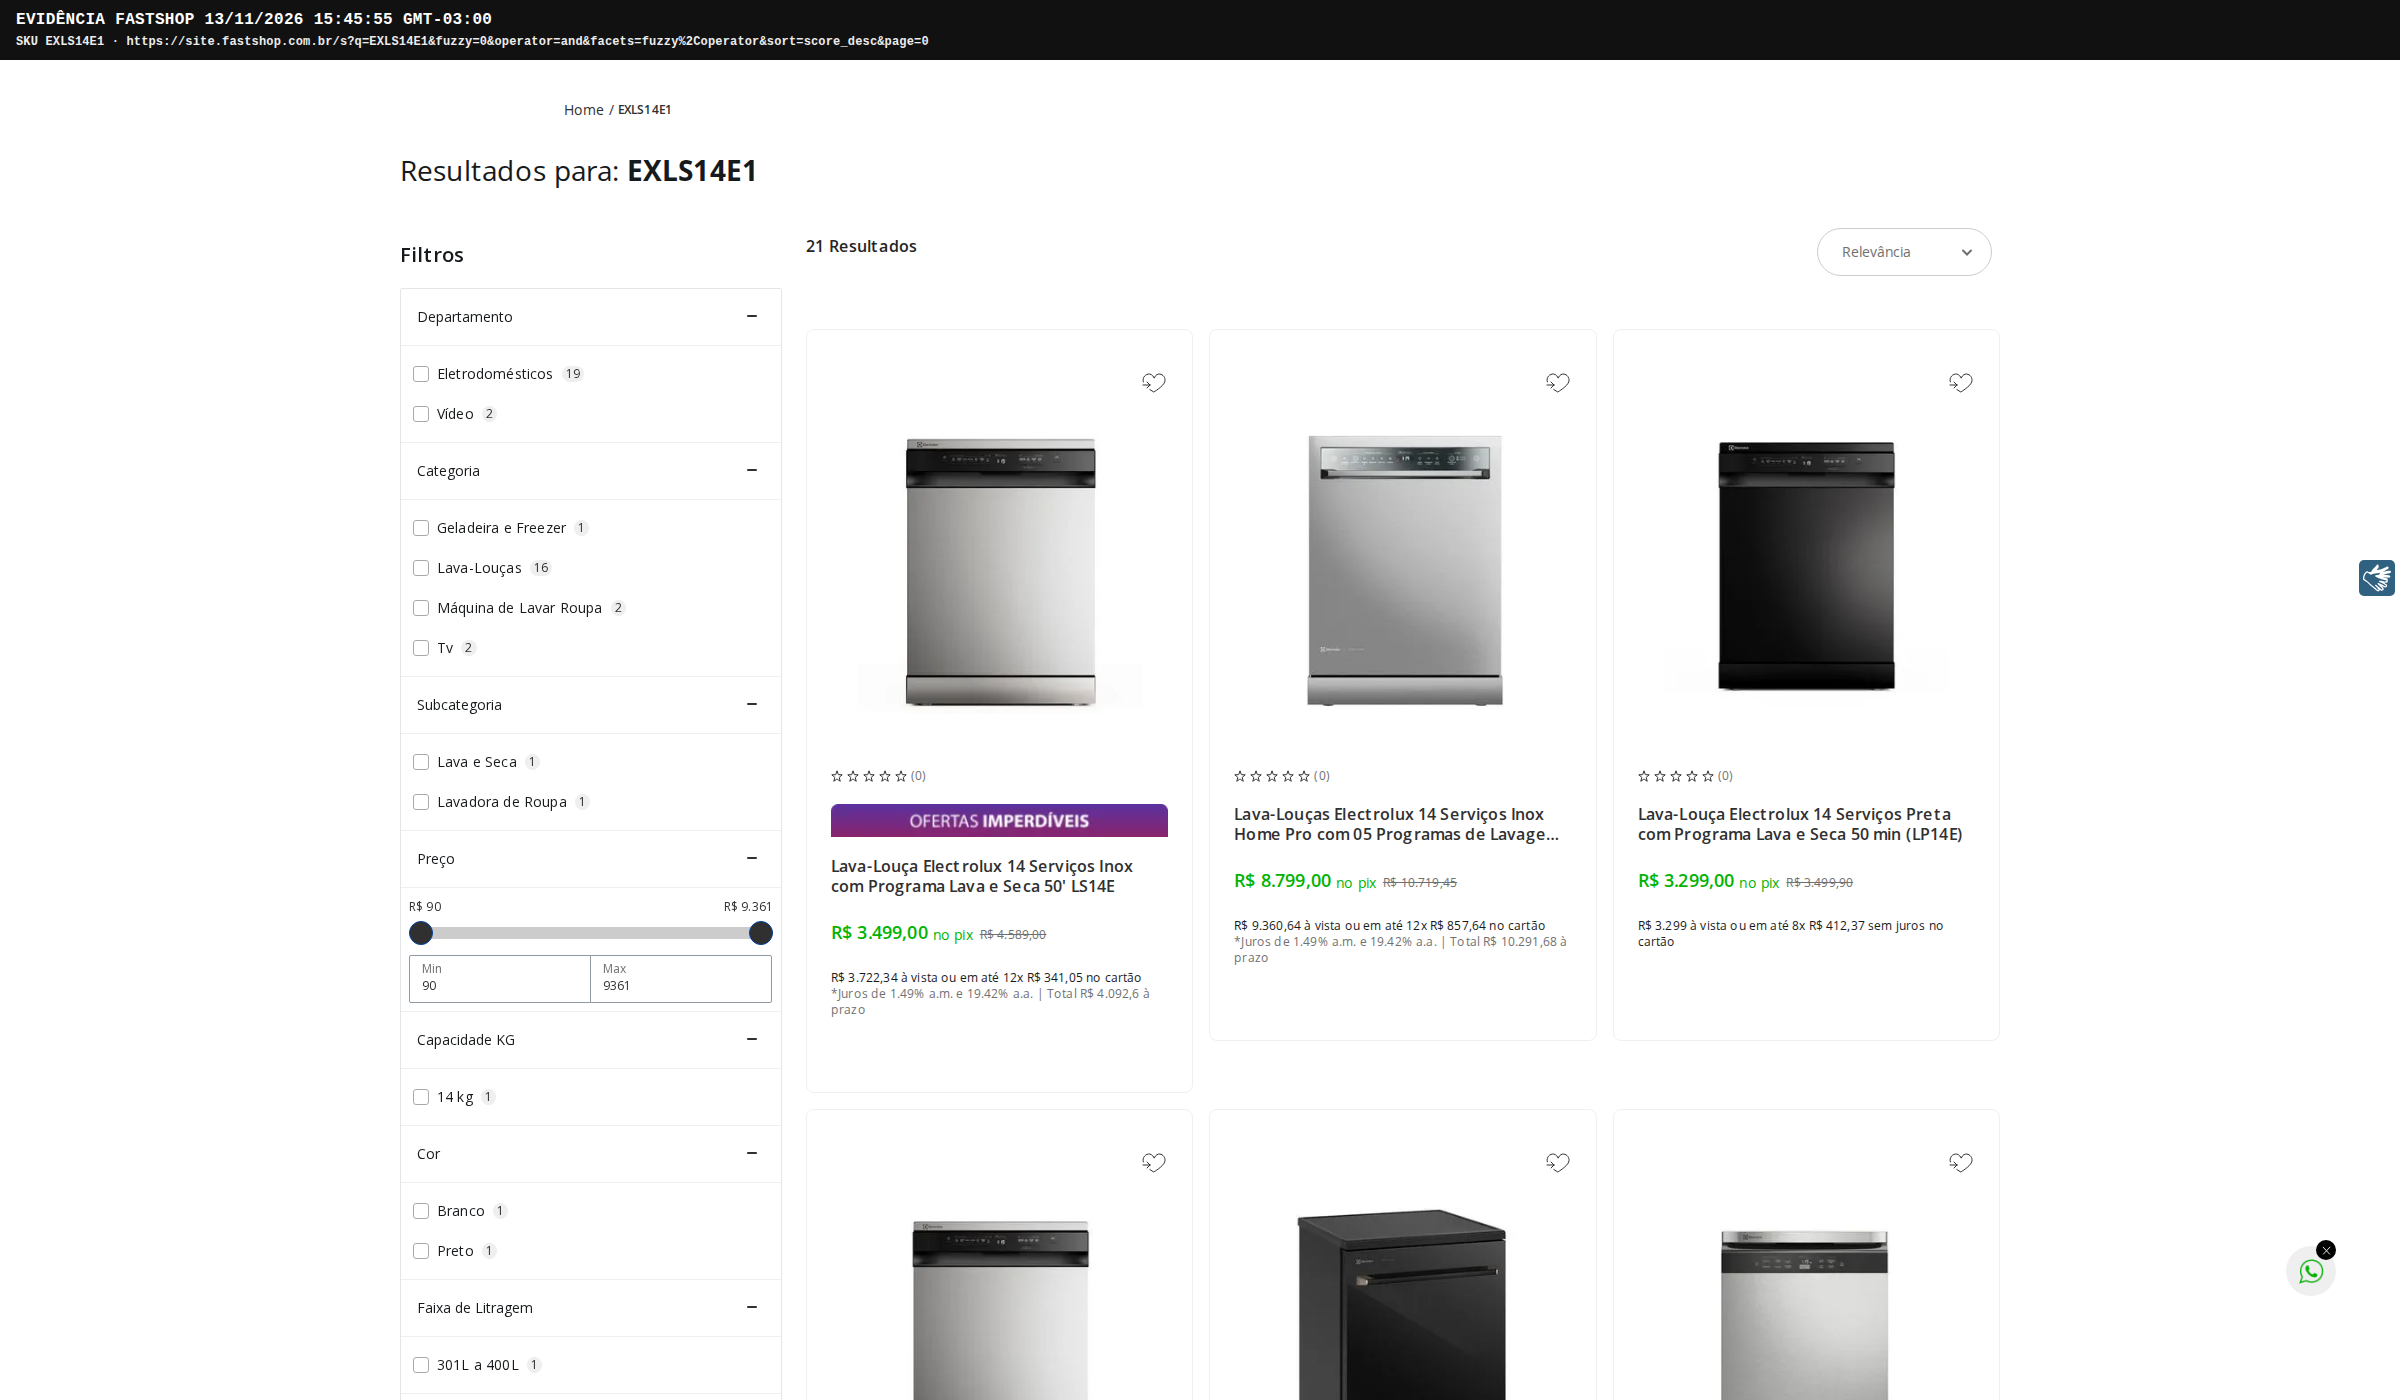 EVIDÊNCIA FASTSHOP 13/11/2026 15:45:55 GMT-03:00
SKU EXLS14E1 · https://site.fastshop.com.br/s?q=EXLS14E1&fuzzy=0&operator=and&facets=fuzzy%2Coperator&sort=score_desc&page=0
Home / EXLS14E1
Resultados para: EXLS14E1
Filtros
21 Resultados
Relevância
Departamento
Eletrodomésticos 19
Vídeo 2
Categoria
Geladeira e Freezer 1
Lava-Louças 16
Máquina de Lavar Roupa 2
Tv 2
Subcategoria
Lava e Seca 1
Lavadora de Roupa 1
Preço
R$ 90 R$ 9.361
Min Max
90 9361
Capacidade KG
14 kg 1
Cor
Branco 1
Preto 1
Faixa de Litragem
301L a 400L 1
(0)
OFERTAS IMPERDÍVEIS
Lava-Louça Electrolux 14 Serviços Inox
com Programa Lava e Seca 50' LS14E
R$ 3.499,00 no pix R$ 4.589,00
R$ 3.722,34 à vista ou em até 12x R$ 341,05 no cartão
*Juros de 1.49% a.m. e 19.42% a.a. | Total R$ 4.092,6 à
prazo
(0)
Lava-Louças Electrolux 14 Serviços Inox
Home Pro com 05 Programas de Lavage...
R$ 8.799,00 no pix R$ 10.719,45
R$ 9.360,64 à vista ou em até 12x R$ 857,64 no cartão
*Juros de 1.49% a.m. e 19.42% a.a. | Total R$ 10.291,68 à
prazo
(0)
Lava-Louça Electrolux 14 Serviços Preta
com Programa Lava e Seca 50 min (LP14E)
R$ 3.299,00 no pix R$ 3.499,90
R$ 3.299 à vista ou em até 8x R$ 412,37 sem juros no
cartão